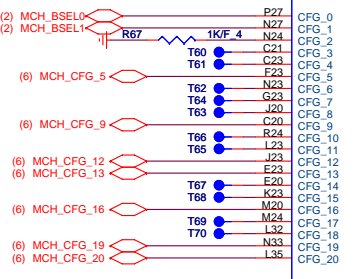 (2) MCH_BSEL0 P27 CFG_0
(2) MCH_BSEL1 N27 CFG_1
R67 1K/F_4 N24 CFG_2
T60 C21 CFG_3
T61 C23 CFG_4
(6) MCH_CFG_5 F23 CFG_5
T62 N23 CFG_6
T64 G23 CFG_7
T63 J20 CFG_8
(6) MCH_CFG_9 C20 CFG_9
T66 R24 CFG_10
T65 L23 CFG_11
(6) MCH_CFG_12 J23 CFG_12
(6) MCH_CFG_13 E23 CFG_13
T67 E20 CFG_14
T68 K23 CFG_15
(6) MCH_CFG_16 M20 CFG_16
T69 M24 CFG_17
T70 L32 CFG_18
(6) MCH_CFG_19 N33 CFG_19
(6) MCH_CFG_20 L35 CFG_20